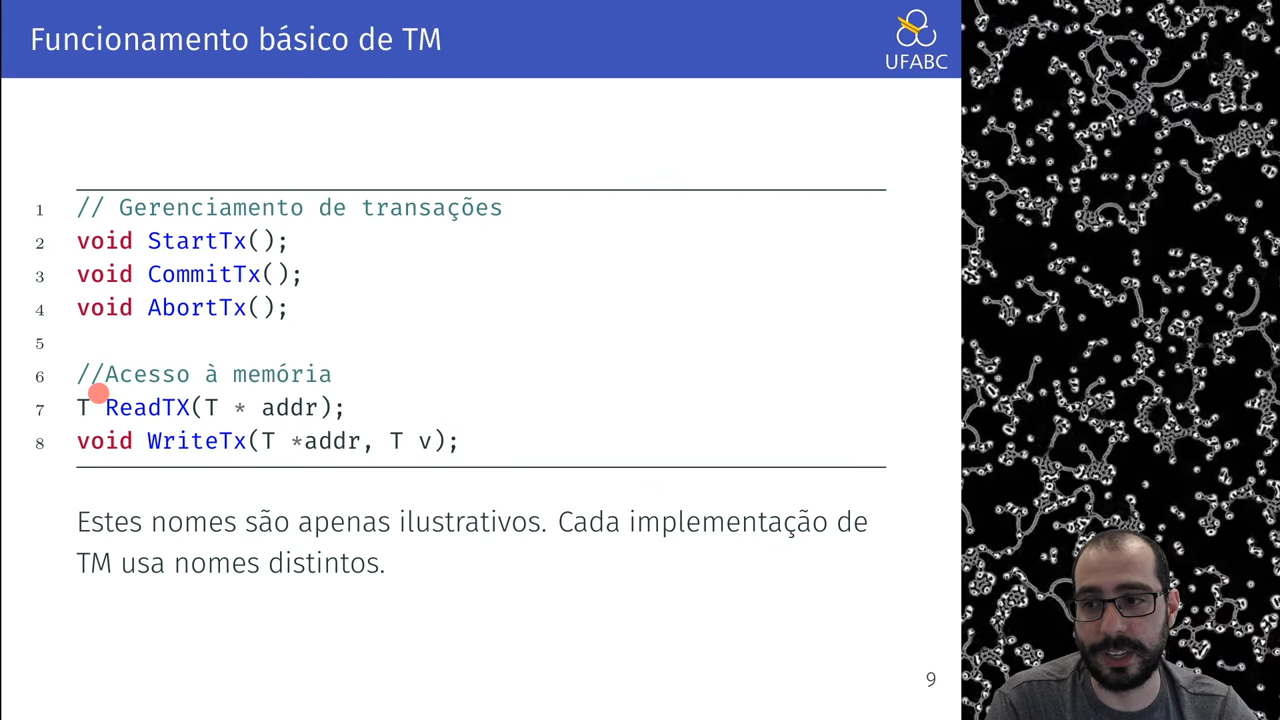 Funcionamento básico de TM
UFABC
1 // Gerenciamento de transações
2 void StartTx();
3 void CommitTx();
4 void AbortTx();
5
6 //Acesso à memória
7 T ReadTX(T * addr);
8 void WriteTx(T *addr, T v);
Estes nomes são apenas ilustrativos. Cada implementação de
TM usa nomes distintos.
9